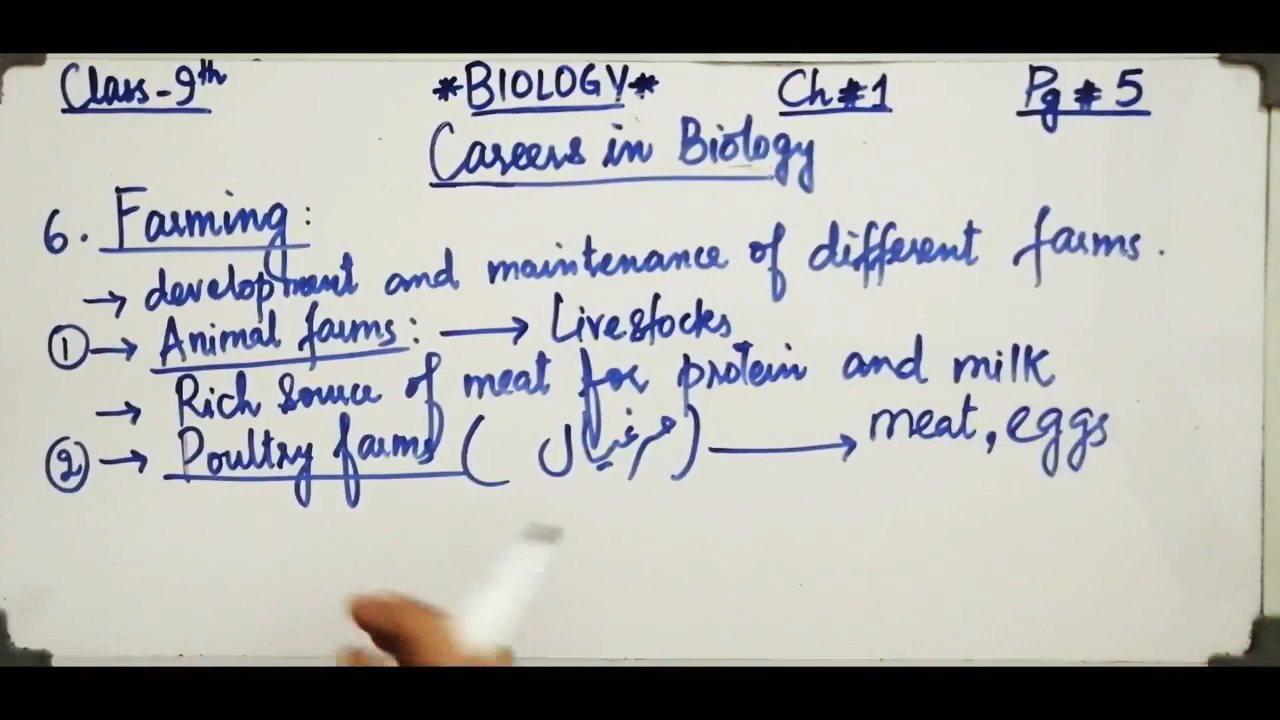 Class-9th *BIOLOGY* Ch#1 Pg#5
Careers in Biology
6. Farming:
→ development and maintenance of different farms.
① → Animal farms: → Livestocks
→ Rich source of meat for protein and milk
② → Poultry farms (مرغیاں) → meat, eggs